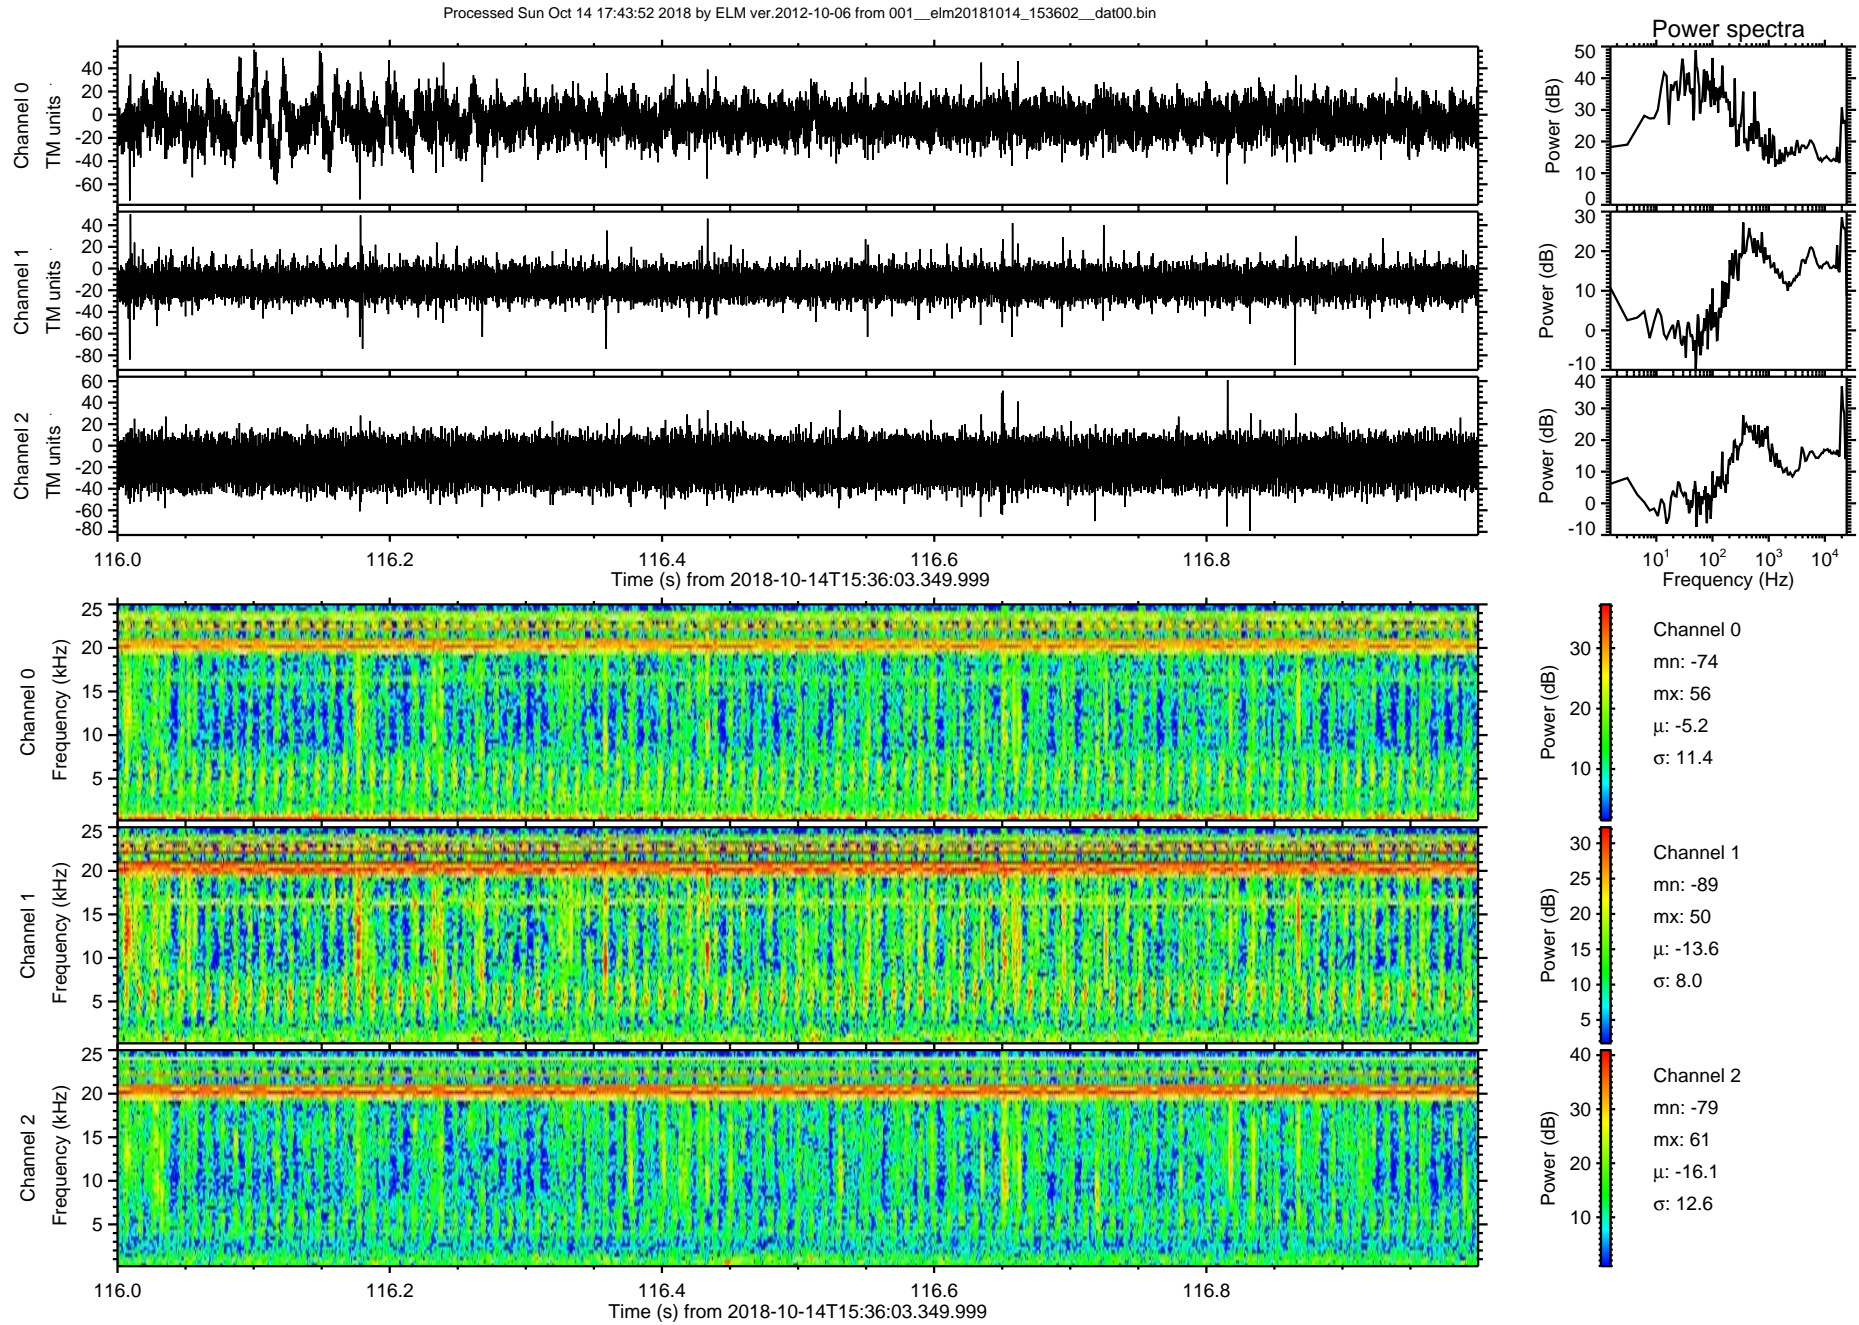 Processed Sun Oct 14 17:43:52 2018 by ELM ver.2012-10-06 from 001__elm20181014_153602__dat00.bin
Power spectra
Channel 0
TM units
40
20
0
-20
-40
-60
Power (dB)
50
40
30
20
10
0
Channel 1
TM units
40
20
0
-20
-40
-60
-80
Power (dB)
30
20
10
0
-10
Channel 2
TM units
60
40
20
0
-20
-40
-60
-80
Power (dB)
40
30
20
10
0
-10
116.0 116.2 116.4 116.6 116.8
Time (s) from 2018-10-14T15:36:03.349.999
10¹ 10² 10³ 10⁴
Frequency (Hz)
Channel 0
Frequency (kHz)
25
20
15
10
5
Power (dB)
30
20
10
Channel 0
mn: -74
mx: 56
µ: -5.2
σ: 11.4
Channel 1
Frequency (kHz)
25
20
15
10
5
Power (dB)
30
25
20
15
10
5
Channel 1
mn: -89
mx: 50
µ: -13.6
σ: 8.0
Channel 2
Frequency (kHz)
25
20
15
10
5
Power (dB)
40
30
20
10
Channel 2
mn: -79
mx: 61
µ: -16.1
σ: 12.6
116.0 116.2 116.4 116.6 116.8
Time (s) from 2018-10-14T15:36:03.349.999